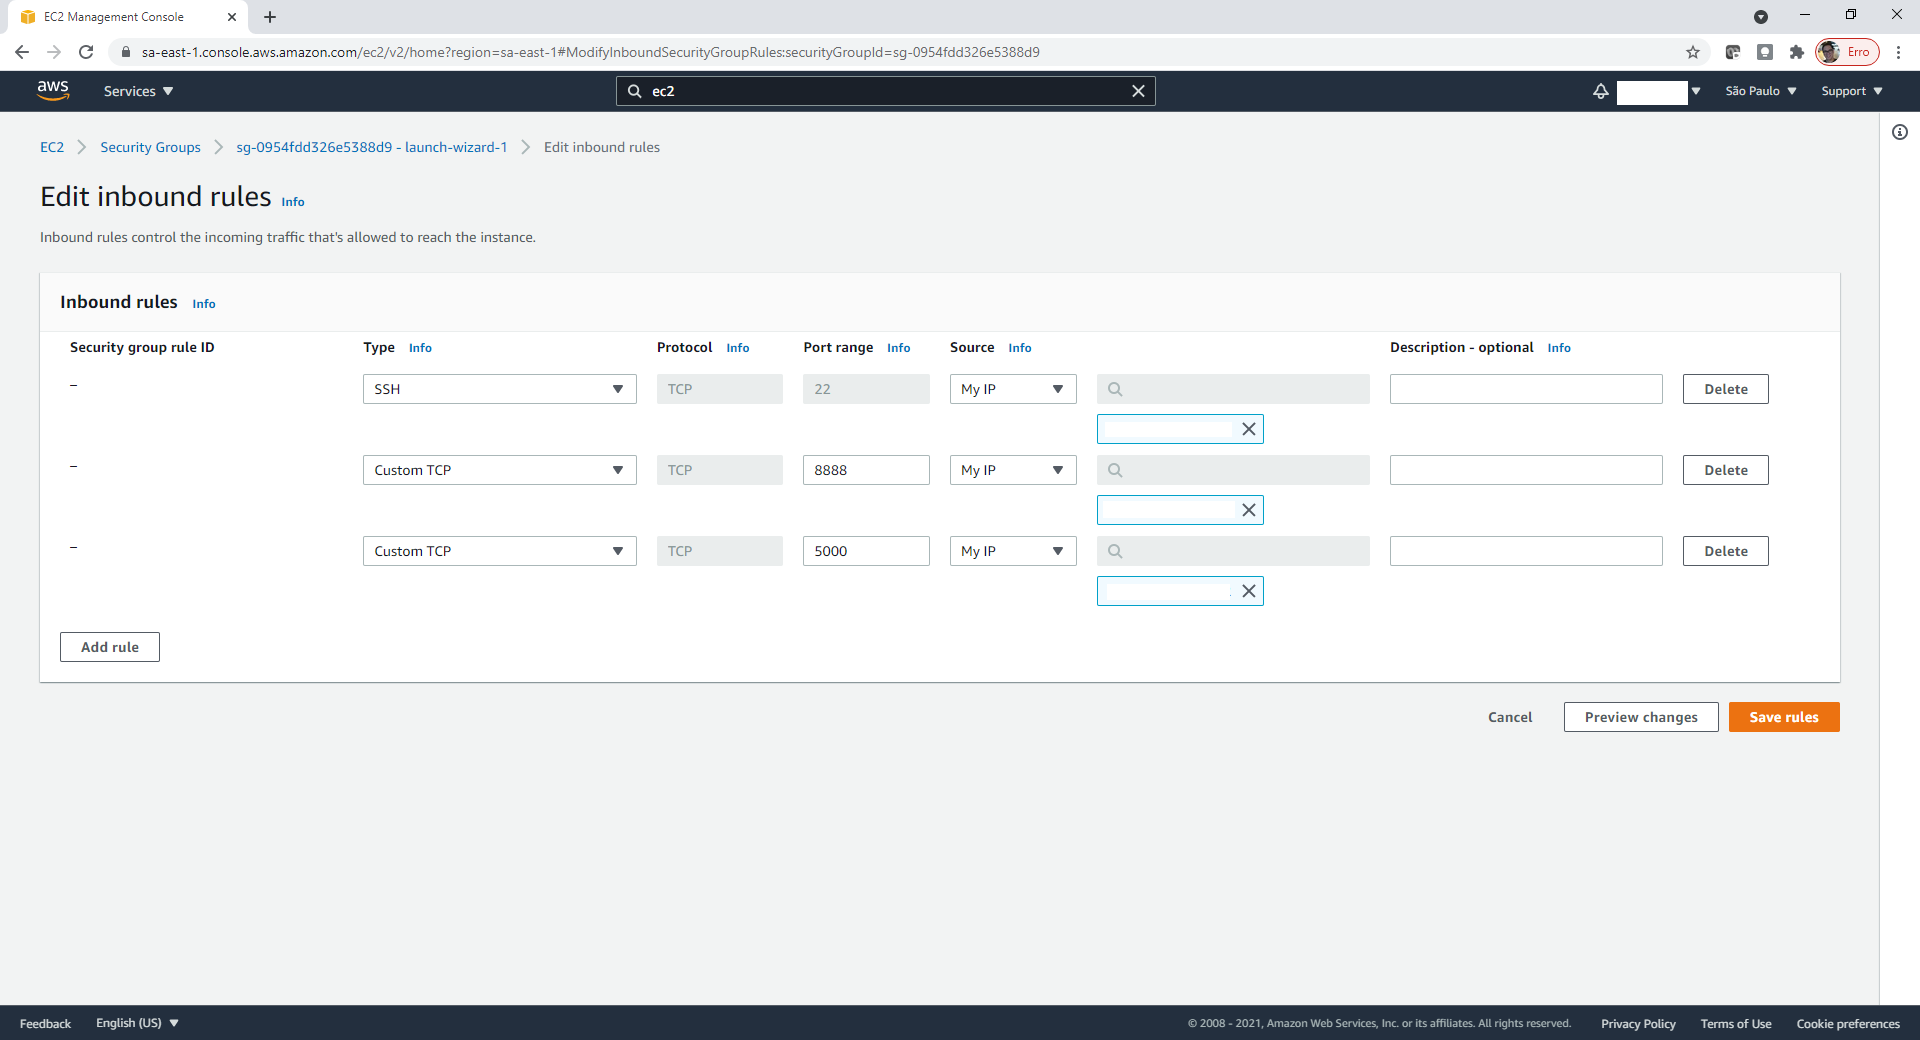 EC2 Management Console
sa-east-1.console.aws.amazon.com/ec2/v2/home?region=sa-east-1#ModifyInboundSecurityGroupRules:securityGroupId=sg-0954fdd326e5388d9
Erro
aws
Services
ec2
São Paulo
Support
EC2
Security Groups
sg-0954fdd326e5388d9 - launch-wizard-1
Edit inbound rules
Edit inbound rules Info
Inbound rules control the incoming traffic that's allowed to reach the instance.
Inbound rules Info
Security group rule ID Type Info Protocol Info Port range Info Source Info Description - optional Info
– SSH TCP 22 My IP Delete
– Custom TCP TCP 8888 My IP Delete
– Custom TCP TCP 5000 My IP Delete
Add rule
Cancel Preview changes Save rules
Feedback English (US) © 2008 - 2021, Amazon Web Services, Inc. or its affiliates. All rights reserved. Privacy Policy Terms of Use Cookie preferences